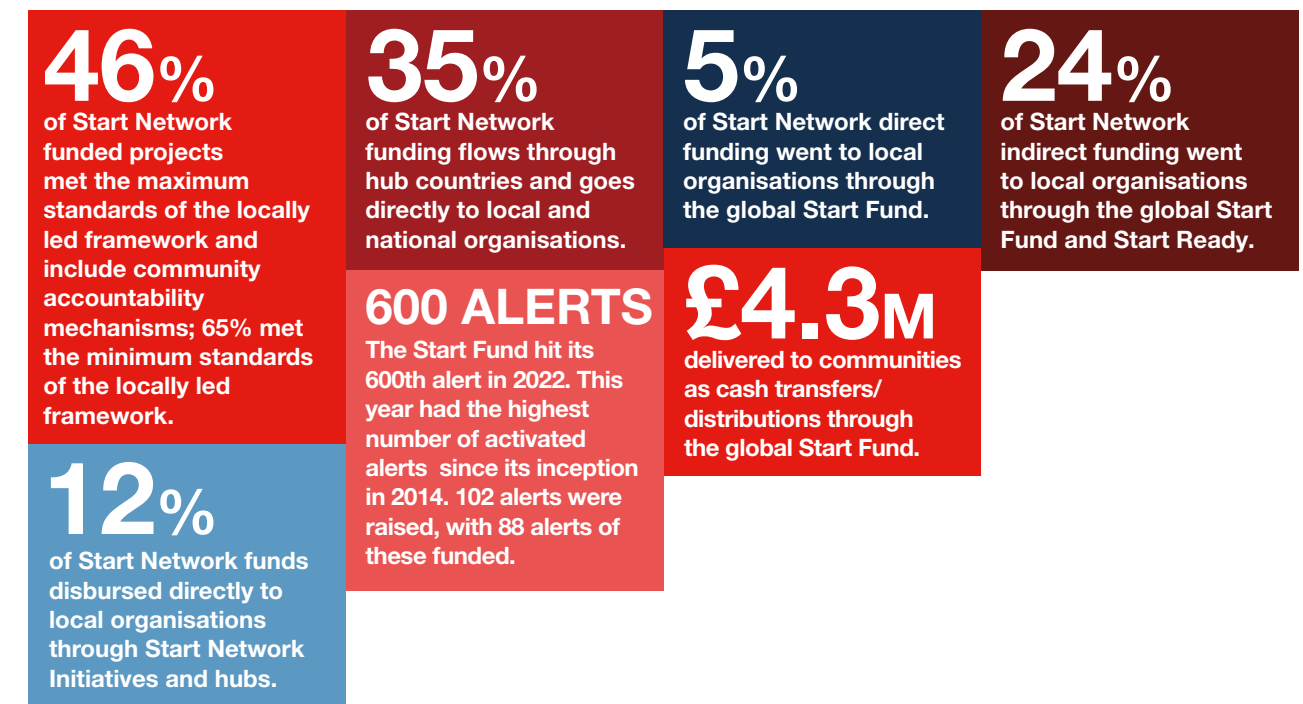 46%
of Start Network
funded projects
met the maximum
standards of the locally
led framework and
include community
accountability
mechanisms; 65% met
the minimum standards
of the locally led
framework.
12%
of Start Network funds
disbursed directly to
local organisations
through Start Network
Initiatives and hubs.
35%
of Start Network
funding flows through
hub countries and goes
directly to local and
national organisations.
600 ALERTS
The Start Fund hit its
600th alert in 2022. This
year had the highest
number of activated
alerts since its inception
in 2014. 102 alerts were
raised, with 88 alerts of
these funded.
5%
of Start Network direct
funding went to local
organisations through
the global Start Fund.
£4.3M
delivered to communities
as cash transfers/
distributions through
the global Start Fund.
24%
of Start Network
indirect funding went
to local organisations
through the global Start
Fund and Start Ready.